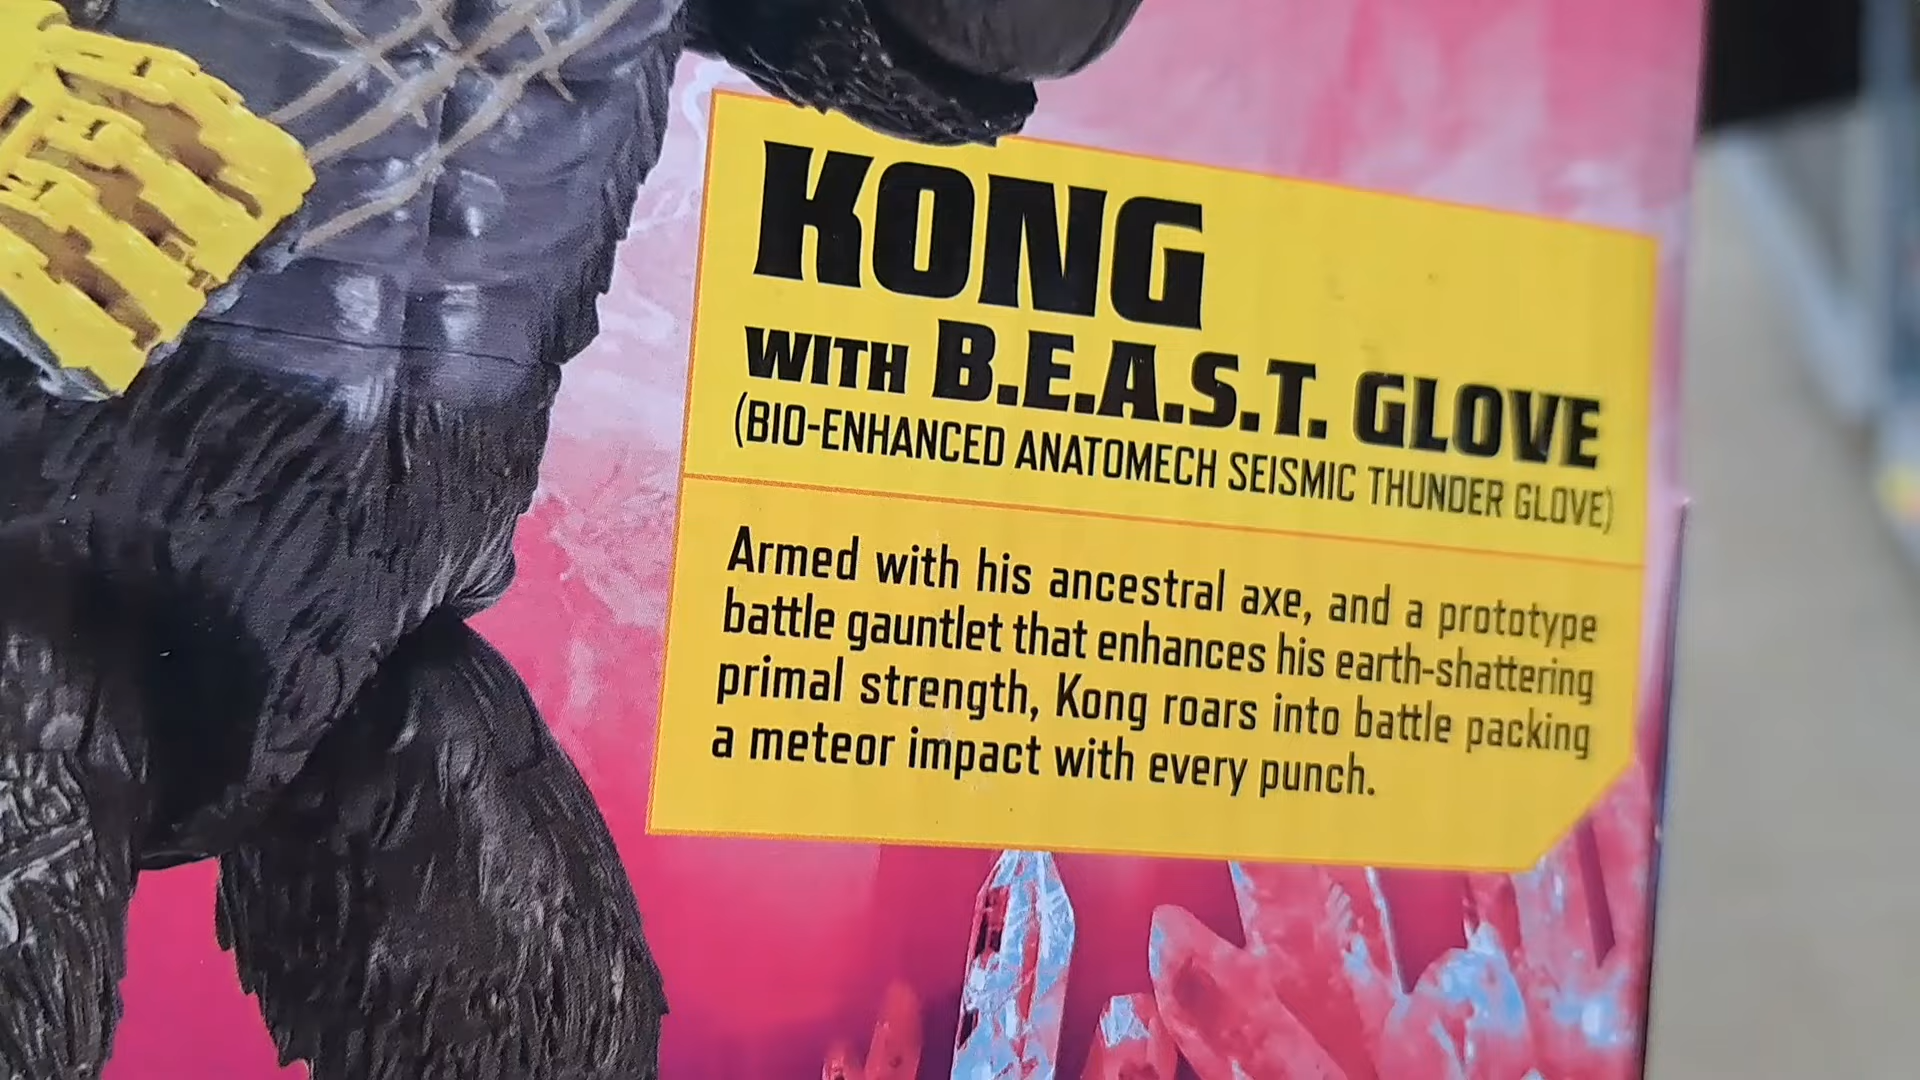 KONG
WITH B.E.A.S.T. GLOVE
(BIO-ENHANCED ANATOMECH SEISMIC THUNDER GLOVE)
Armed with his ancestral axe, and a prototype
battle gauntlet that enhances his earth-shattering
primal strength, Kong roars into battle packing
a meteor impact with every punch.